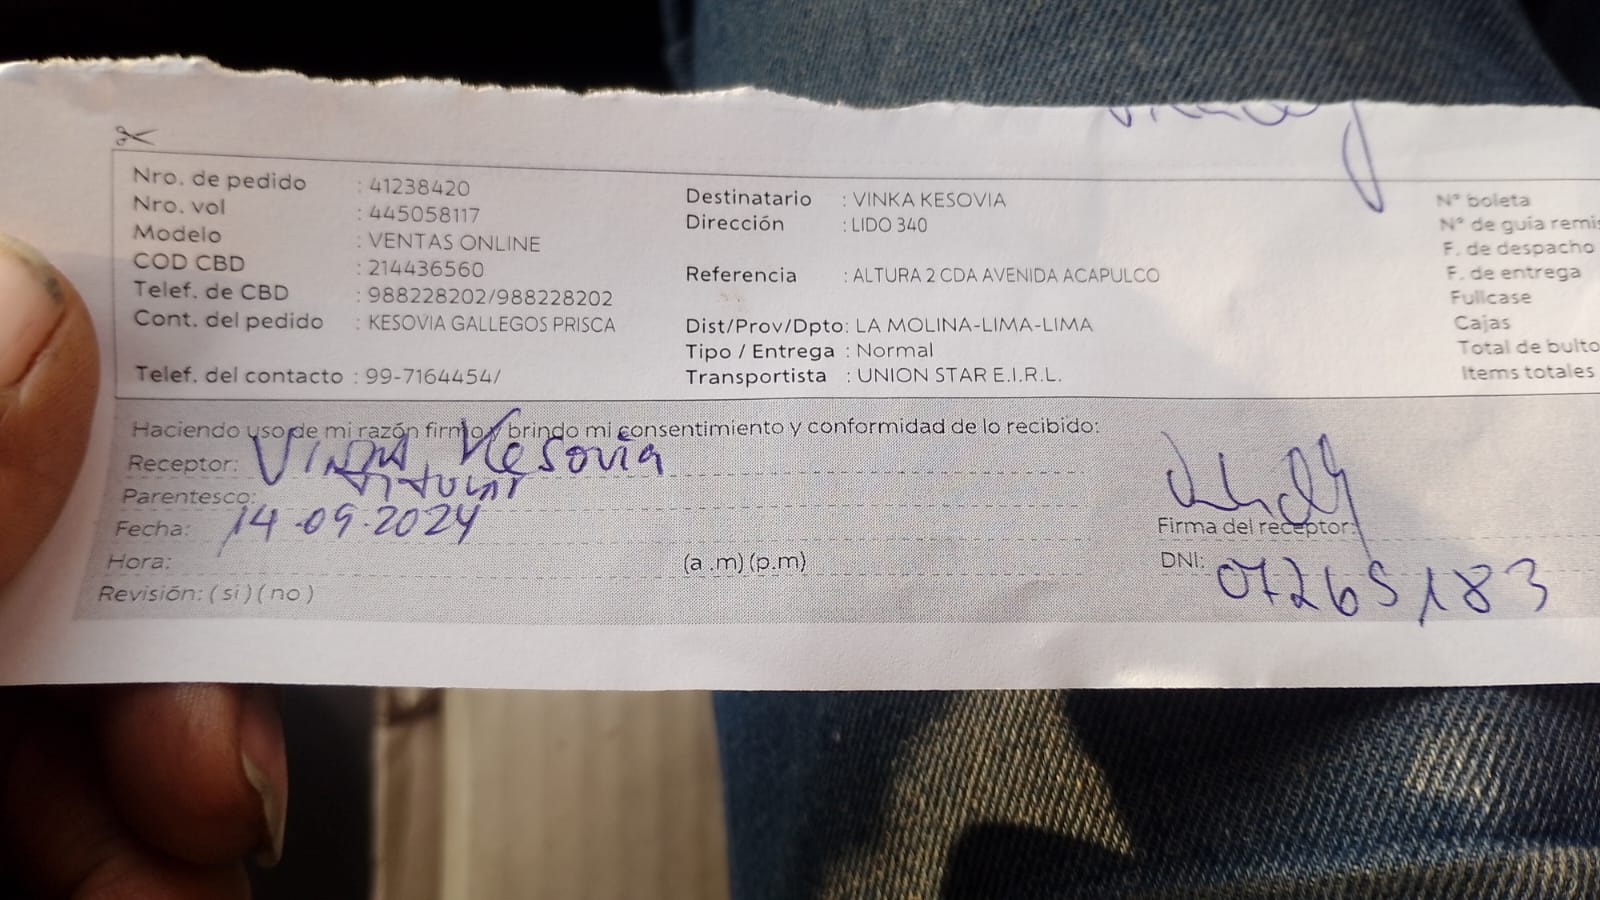 Nro. de pedido : 41238420
Nro. vol : 445058117
Modelo : VENTAS ONLINE
COD CBD : 214436560
Telef. de CBD : 988228202/988228202
Cont. del pedido : KESOVIA GALLEGOS PRISCA
Telef. del contacto : 99-7164454/
Destinatario : VINKA KESOVIA
Dirección : LIDO 340
Referencia : ALTURA 2 CDA AVENIDA ACAPULCO
Dist/Prov/Dpto: LA MOLINA-LIMA-LIMA
Tipo / Entrega : Normal
Transportista : UNION STAR E.I.R.L.
N° boleta
N° de guía remis
F. de despacho
F. de entrega
Fullcase
Cajas
Total de bulto
Items totales
Haciendo uso de mi razón firmo y brindo mi consentimiento y conformidad de lo recibido:
Receptor: Vinka Kesovia
Parentesco: Titular
Fecha: 14-09-2024
Hora: (a .m) (p.m)
Revisión: ( si ) ( no )
Firma del receptor:
DNI: 07265183